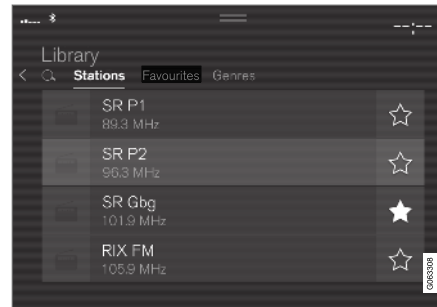 --:--
Library
Stations Favourites Genres
SR P1
89.3 MHz
SR P2
96.3 MHz
SR Gbg
101.9 MHz
RIX FM
105.9 MHz
G063308